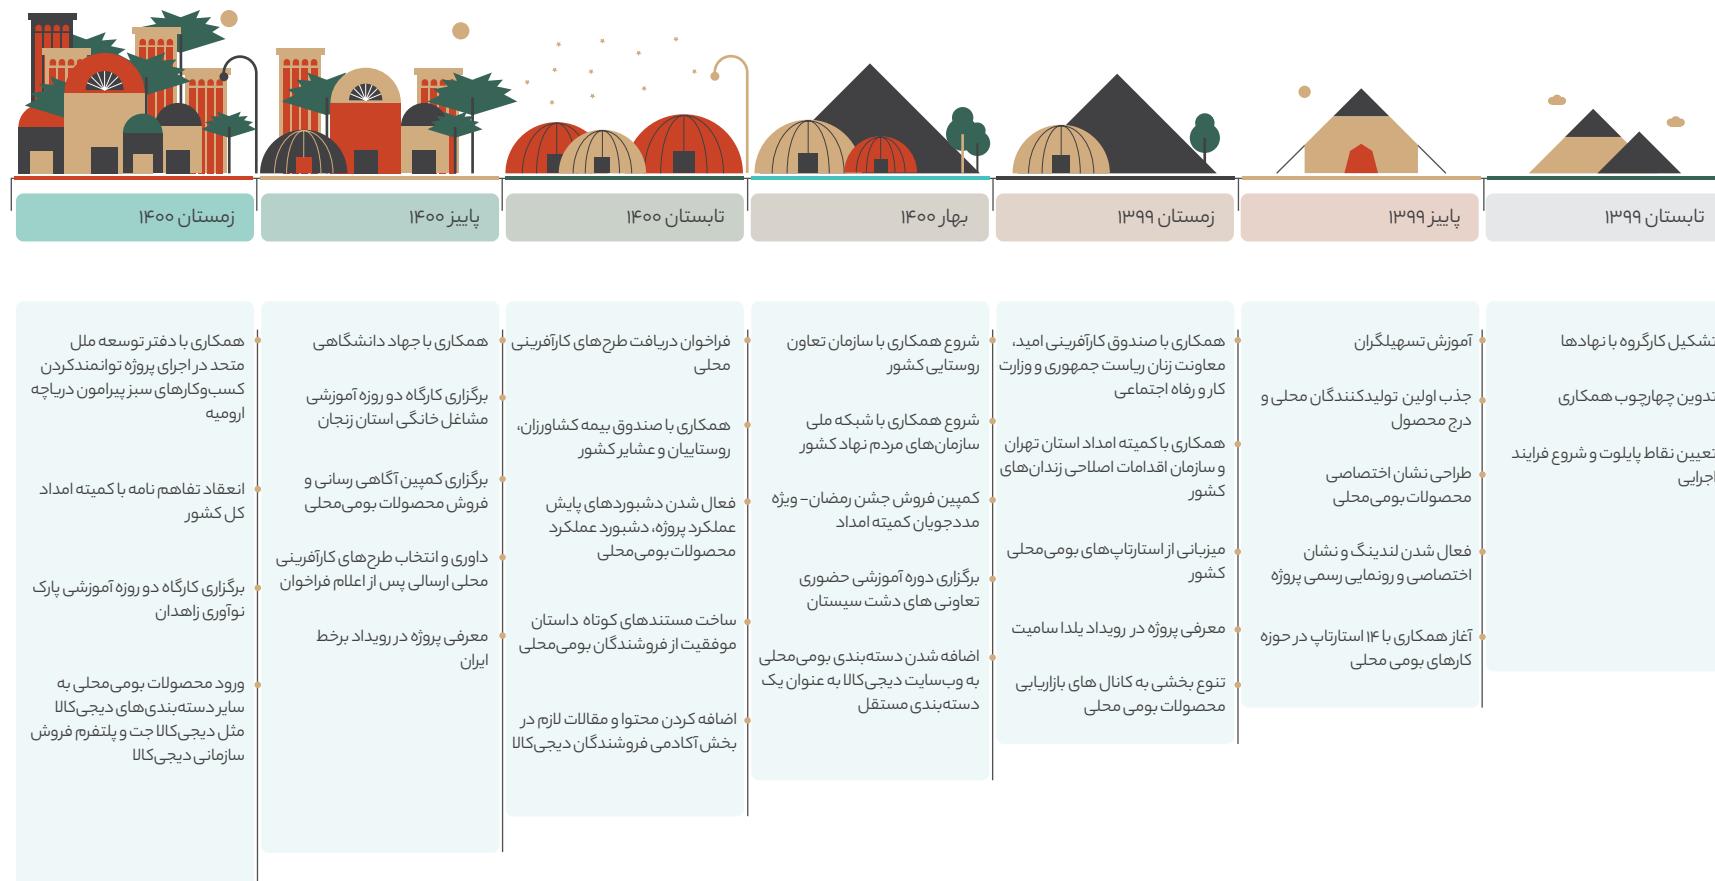 تابستان ۱۳۹۹
پاییز ۱۳۹۹
زمستان ۱۳۹۹
بهار ۱۴۰۰
تابستان ۱۴۰۰
پاییز ۱۴۰۰
زمستان ۱۴۰۰
تشکیل کارگروه با نهادها
تدوین چهارچوب همکاری
تعیین نقاط پایلوت و شروع فرایند
اجرایی
آموزش تسهیلگران
جذب اولین تولیدکنندگان محلی و
درج محصول
طراحی نشان اختصاصی
محصولات بومی‌محلی
فعال شدن لندینگ و نشان
اختصاصی و رونمایی رسمی پروژه
آغاز همکاری با ۱۴ استارتاپ در حوزه
کارهای بومی محلی
همکاری با صندوق کارآفرینی امید،
معاونت زنان ریاست جمهوری و وزارت
کار و رفاه اجتماعی
همکاری با کمیته امداد استان تهران
و سازمان اقدامات اصلاحی زندان‌های
کشور
میزبانی از استارتاپ‌های بومی‌محلی
کشور
معرفی پروژه در رویداد یلدا سامیت
تنوع بخشی به کانال های بازاریابی
محصولات بومی محلی
شروع همکاری با سازمان تعاون
روستایی کشور
شروع همکاری با شبکه ملی
سازمان‌های مردم نهاد کشور
کمپین فروش جشن رمضان- ویژه
مددجویان کمیته امداد
برگزاری دوره آموزشی حضوری
تعاونی های دشت سیستان
اضافه شدن دسته‌بندی بومی‌محلی
به وب‌سایت دیجی‌کالا به عنوان یک
دسته‌بندی مستقل
فراخوان دریافت طرح‌های کارآفرینی
محلی
همکاری با صندوق بیمه کشاورزان،
روستاییان و عشایر کشور
فعال شدن دشبوردهای پایش
عملکرد پروژه، دشبورد عملکرد
محصولات بومی‌محلی
ساخت مستندهای کوتاه داستان
موفقیت از فروشندگان بومی‌محلی
اضافه کردن محتوا و مقالات لازم در
بخش آکادمی فروشندگان دیجی‌کالا
همکاری با جهاد دانشگاهی
برگزاری کارگاه دو روزه آموزشی
مشاغل خانگی استان زنجان
برگزاری کمپین آگاهی رسانی و
فروش محصولات بومی‌محلی
داوری و انتخاب طرح‌های کارآفرینی
محلی ارسالی پس از اعلام فراخوان
معرفی پروژه در رویداد برخط
ایران
همکاری با دفتر توسعه ملل
متحد در اجرای پروژه توانمندکردن
کسب‌وکارهای سبز پیرامون دریاچه
ارومیه
انعقاد تفاهم نامه با کمیته امداد
کل کشور
برگزاری کارگاه دو روزه آموزشی پارک
نوآوری زاهدان
ورود محصولات بومی‌محلی به
سایر دسته‌بندی‌های دیجی‌کالا
مثل دیجی‌کالا جت و پلتفرم فروش
سازمانی دیجی‌کالا